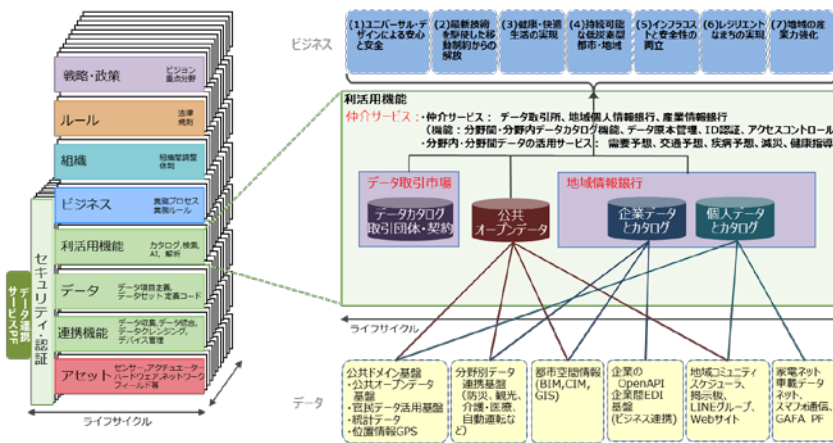 戦略・政策
ビジョン
重点分野
ルール
法律
規則
組織
組織間調整
体制
ビジネス
業務プロセス
業務ルール
利活用機能
カタログ,検索,
AI, 解析
データ
データ項目定義,
データセット定義コード
連携機能
データ収集,データ統合,
データクレンジング,
デバイス管理
アセット
センサー,アクチュエーター
ハードウェア,ネットワーク
フィールド等
セキュリティ・認証
データ連携
サービスPF
ライフサイクル
ビジネス
(1)ユニバーサル・デ
ザインによる安心
と安全
(2)最新技術
を駆使した移
動制約からの
解放
(3)健康・快適
生活の実現
(4)持続可能
な低炭素型
都市・地域
(5)インフラコス
トと安全性の
両立
(6)レジリエント
なまちの実現
(7)地域の産
業力強化
利活用機能
仲介サービス:・仲介サービス: データ取引所、地域個人情報銀行、産業情報銀行
(機能:分野間・分野内データカタログ機能、データ原本管理、ID認証、アクセスコントロール
・分野内・分野間データの活用サービス: 需要予想、交通予想、疾病予想、減災、健康指導
データ取引市場
データカタログ
取引団体・契約
公共
オープンデータ
地域情報銀行
企業データ
とカタログ
個人データ
とカタログ
ライフサイクル
データ
公共ドメイン基盤
・公共オープンデータ
基盤
・官民データ活用基盤
・統計データ
・位置情報GPS
分野別データ
連携基盤
(防災、観光、
介護・医療、
自動運転な
ど)
都市空間情報
(BIM,CIM,
GIS)
企業の
OpenAPI
企業間EDI
基盤
(ビジネス連携)
地域コミュニティ
スケジューラ、
掲示板、
LINEグループ、
Webサイト
家電ネット
車載データ
ネット、
スマフォ通信、
GAFA PF